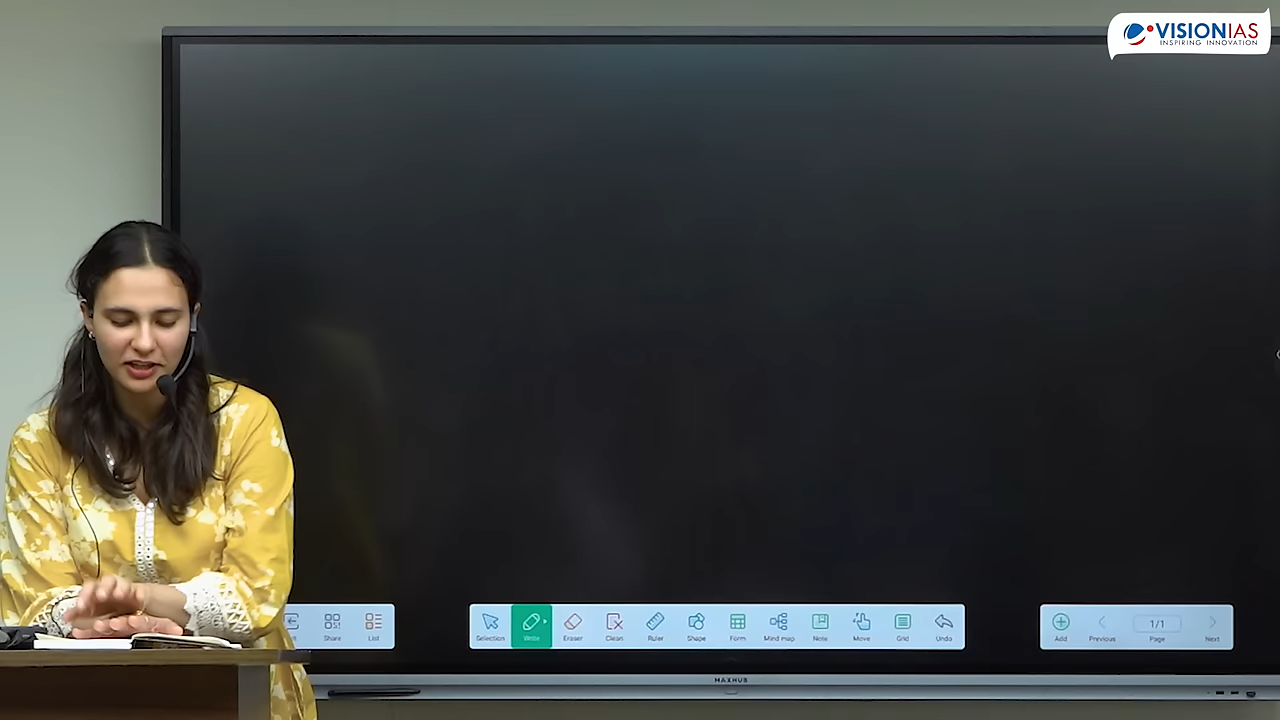 VISIONIAS
INSPIRING INNOVATION
Share
List
Selection
Write
Eraser
Clean
Ruler
Shape
Form
Mind map
Note
Move
Grid
Undo
Add
Previous
1/1
Page
Next
MAXHUB